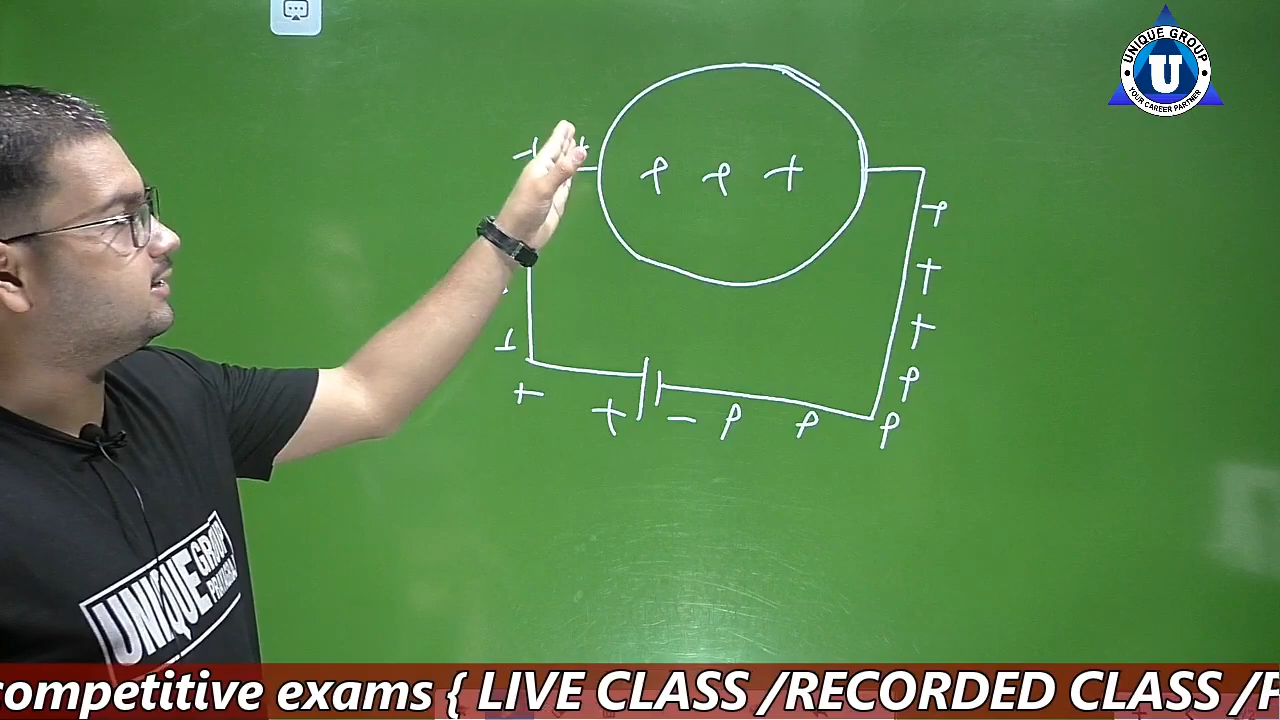 UNIQUE GROUP
U
YOUR CAREER PARTNER
+ + +
+
+
+
+
+
+ + - + + +
UNIQUE
GROUP
competitive exams { LIVE CLASS /RECORDED CLASS /F